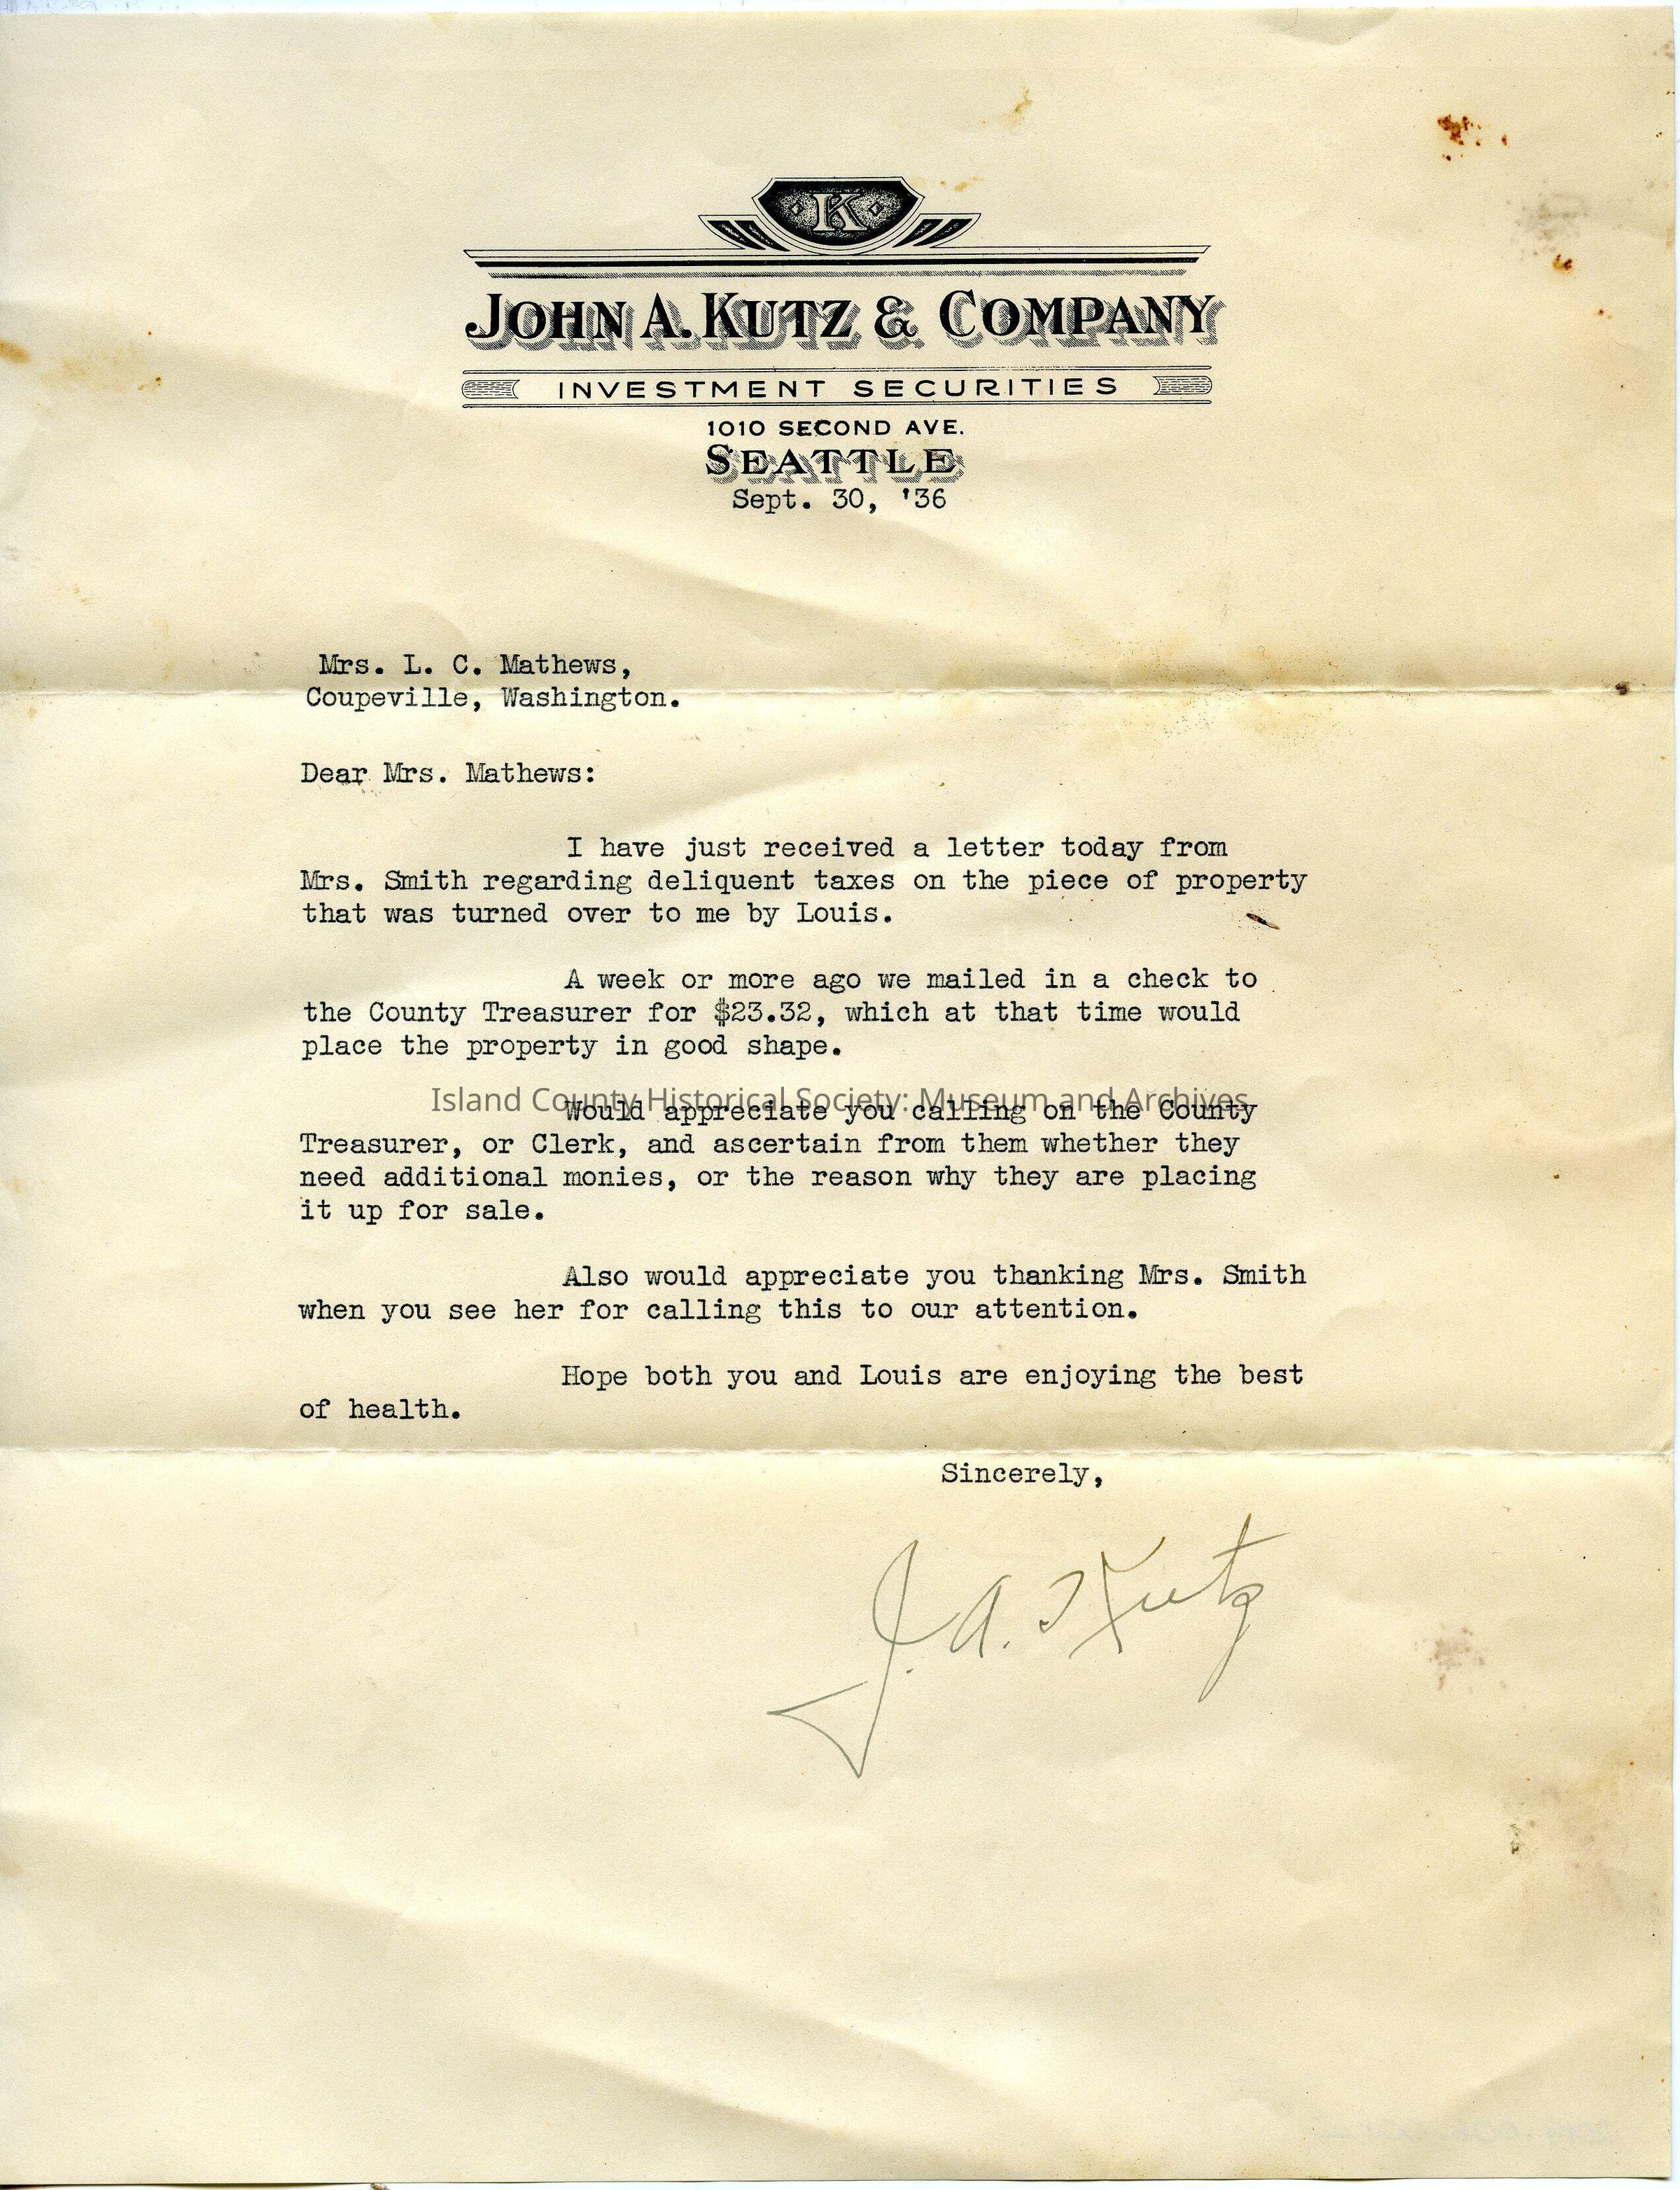 K
JOHN A. KUTZ & COMPANY
INVESTMENT SECURITIES
1010 SECOND AVE.
SEATTLE
Sept. 30, '36
Mrs. L. C. Mathews,
Coupeville, Washington.
Dear Mrs. Mathews:
I have just received a letter today from
Mrs. Smith regarding deliquent taxes on the piece of property
that was turned over to me by Louis.
A week or more ago we mailed in a check to
the County Treasurer for $23.32, which at that time would
place the property in good shape.
Island County Historical Society: Museum and Archives
Would appreciate you calling on the County
Treasurer, or Clerk, and ascertain from them whether they
need additional monies, or the reason why they are placing
it up for sale.
Also would appreciate you thanking Mrs. Smith
when you see her for calling this to our attention.
Hope both you and Louis are enjoying the best
of health.
Sincerely,
J. A. Kutz